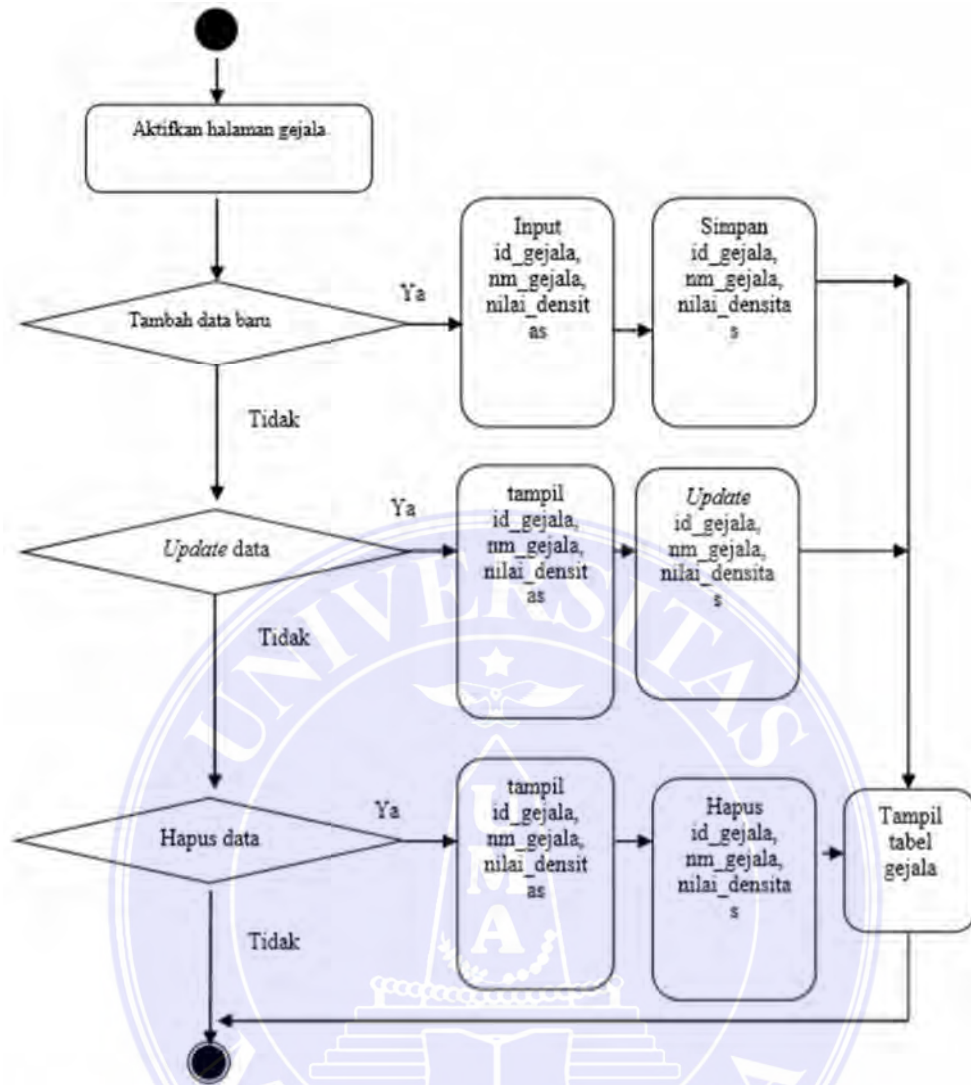 Aktifkan halaman gejala
Input
id_gejala,
nm_gejala,
nilai_densit
as
Simpan
id_gejala,
nm_gejala,
nilai_densita
s
Ya
Tambah data baru
Tidak
tampil
id_gejala,
nm_gejala,
nilai_densit
as
Update
id_gejala,
nm_gejala,
nilai_densita
s
Ya
Update data
Tidak
tampil
id_gejala,
nm_gejala,
nilai_densit
as
Hapus
id_gejala,
nm_gejala,
nilai_densita
s
Tampil
tabel
gejala
Ya
Hapus data
Tidak
UNIVERSITAS
UMA